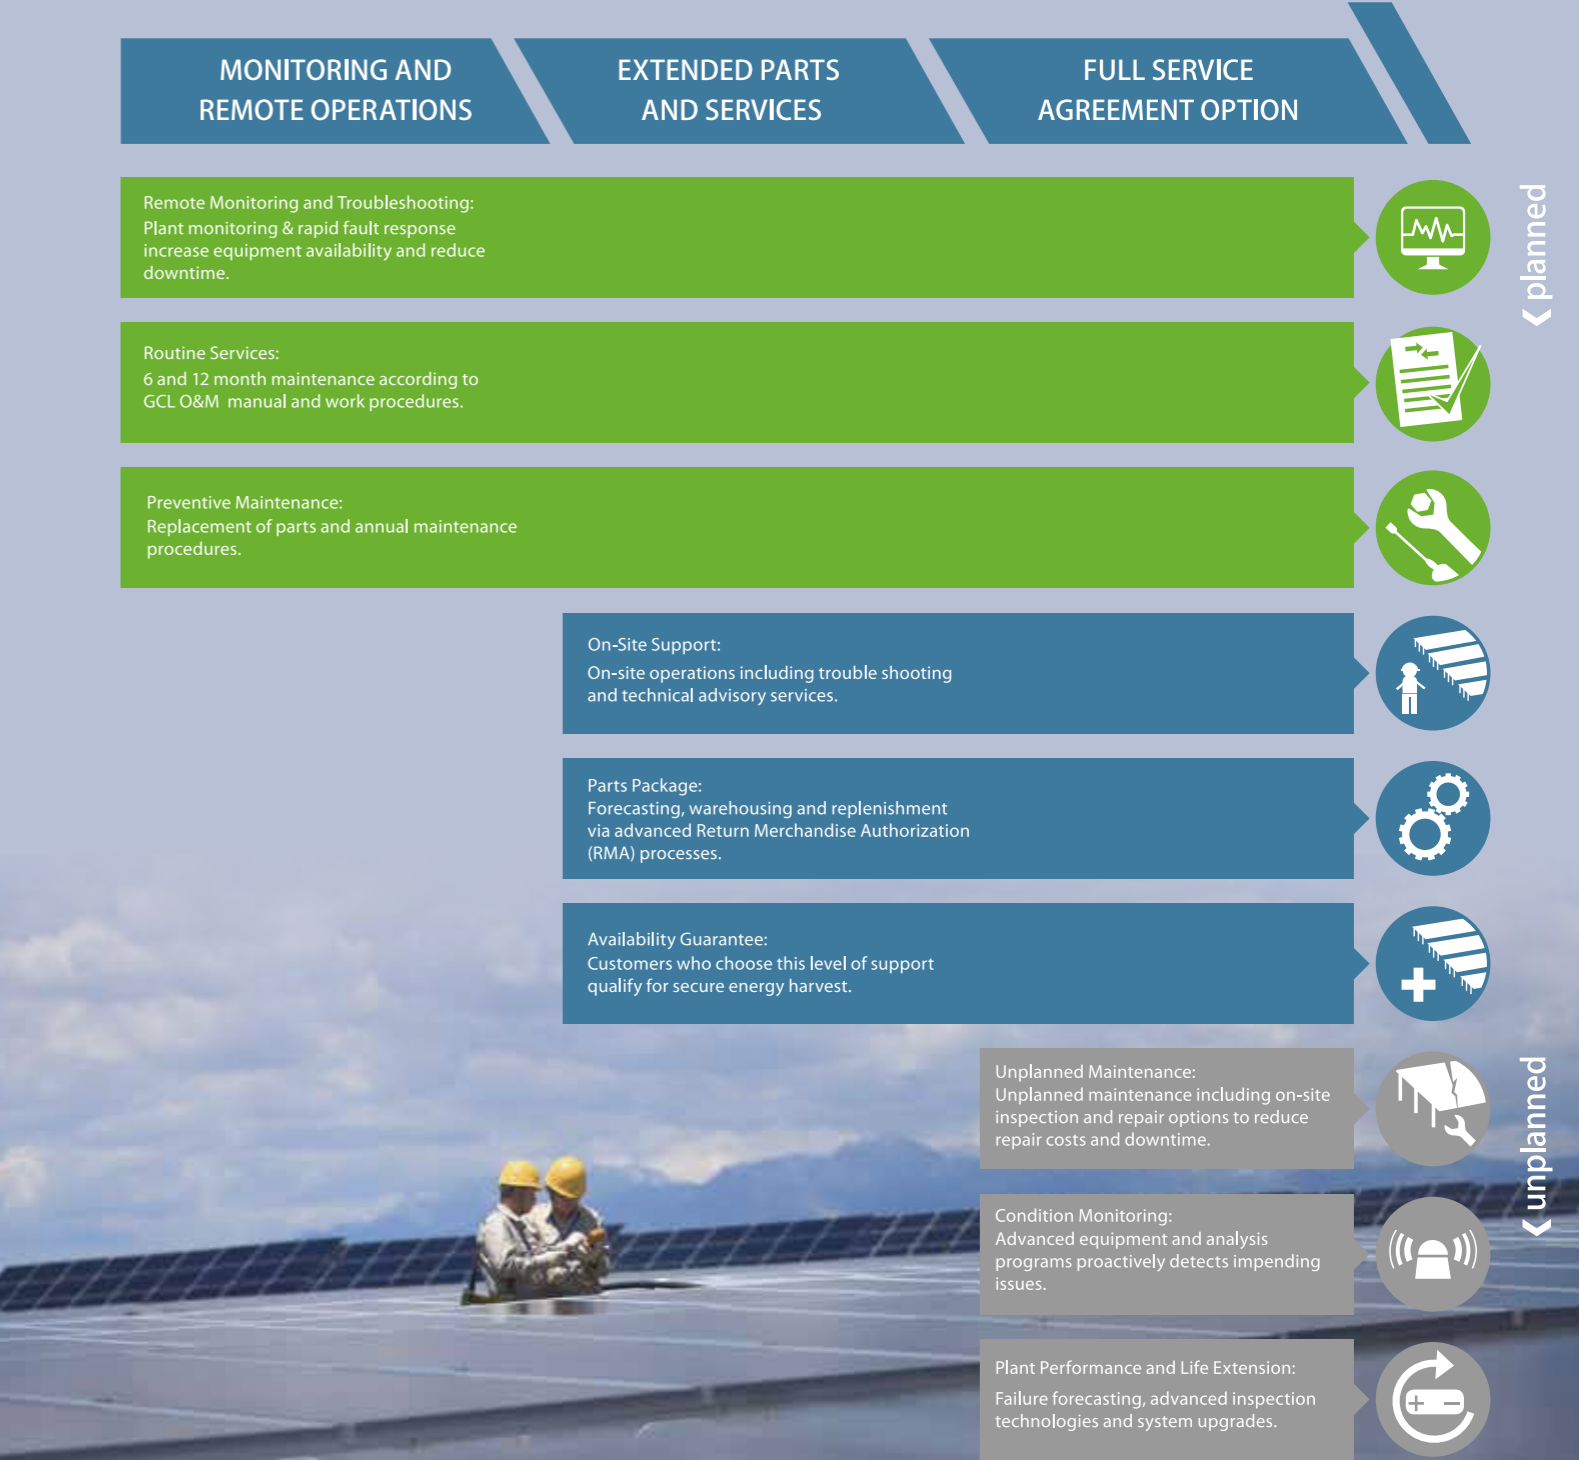 MONITORING AND
REMOTE OPERATIONS
EXTENDED PARTS
AND SERVICES
FULL SERVICE
AGREEMENT OPTION
Remote Monitoring and Troubleshooting:
Plant monitoring & rapid fault response
increase equipment availability and reduce
downtime.
planned
Routine Services:
6 and 12 month maintenance according to
GCL O&M manual and work procedures.
Preventive Maintenance:
Replacement of parts and annual maintenance
procedures.
On-Site Support:
On-site operations including trouble shooting
and technical advisory services.
Parts Package:
Forecasting, warehousing and replenishment
via advanced Return Merchandise Authorization
(RMA) processes.
Availability Guarantee:
Customers who choose this level of support
qualify for secure energy harvest.
Unplanned Maintenance:
Unplanned maintenance including on-site
inspection and repair options to reduce
repair costs and downtime.
unplanned
Condition Monitoring:
Advanced equipment and analysis
programs proactively detects impending
issues.
Plant Performance and Life Extension:
Failure forecasting, advanced inspection
technologies and system upgrades.